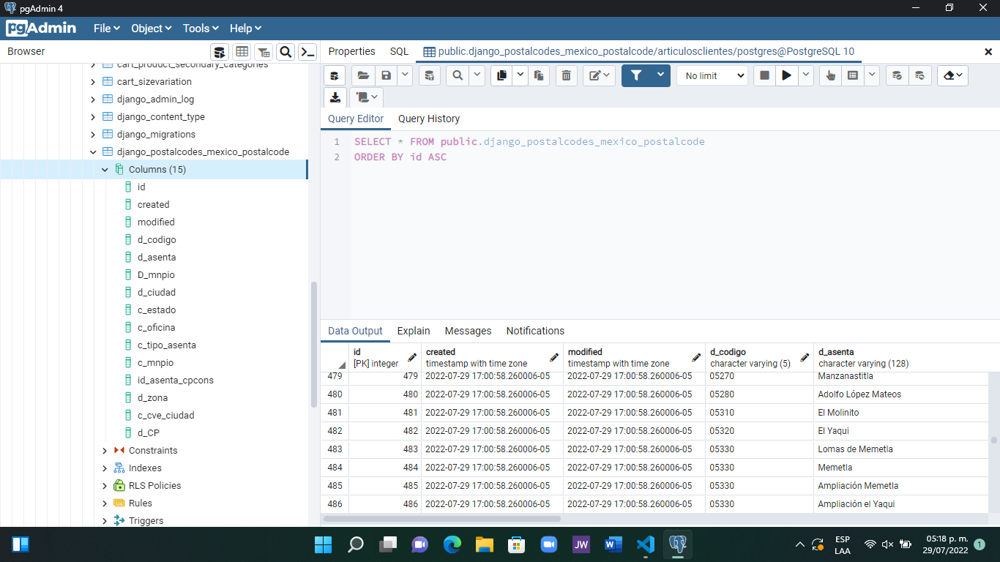 pgAdmin 4
pgAdmin File Object Tools Help
Browser
Properties SQL public.django_postalcodes_mexico_postalcode/articulosclientes/postgres@PostgreSQL 10
No limit
cart_product_secondary_categories
cart_sizevariation
django_admin_log
django_content_type
django_migrations
django_postalcodes_mexico_postalcode
Columns (15)
id
created
modified
d_codigo
d_asenta
D_mnpio
d_ciudad
c_estado
c_oficina
c_tipo_asenta
c_mnpio
id_asenta_cpcons
d_zona
c_cve_ciudad
d_CP
Constraints
Indexes
RLS Policies
Rules
Triggers
Query Editor Query History
1 SELECT * FROM public.django_postalcodes_mexico_postalcode
2 ORDER BY id ASC
Data Output Explain Messages Notifications
id created modified d_codigo d_asenta
[PK] integer timestamp with time zone timestamp with time zone character varying (5) character varying (128)
479 479 2022-07-29 17:00:58.260006-05 2022-07-29 17:00:58.260006-05 05270 Manzanastitla
480 480 2022-07-29 17:00:58.260006-05 2022-07-29 17:00:58.260006-05 05280 Adolfo López Mateos
481 481 2022-07-29 17:00:58.260006-05 2022-07-29 17:00:58.260006-05 05310 El Molinito
482 482 2022-07-29 17:00:58.260006-05 2022-07-29 17:00:58.260006-05 05320 El Yaqui
483 483 2022-07-29 17:00:58.260006-05 2022-07-29 17:00:58.260006-05 05330 Lomas de Memetla
484 484 2022-07-29 17:00:58.260006-05 2022-07-29 17:00:58.260006-05 05330 Memetla
485 485 2022-07-29 17:00:58.260006-05 2022-07-29 17:00:58.260006-05 05330 Ampliación Memetla
486 486 2022-07-29 17:00:58.260006-05 2022-07-29 17:00:58.260006-05 05330 Ampliación el Yaqui
JW
W
ESP
LAA
05:18 p. m.
29/07/2022
1